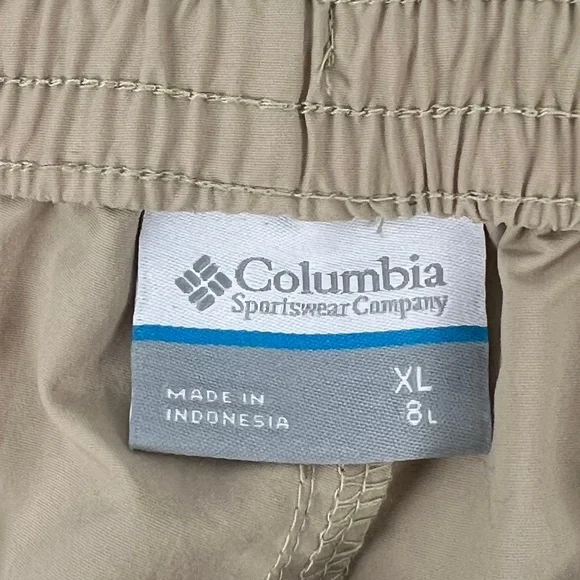 Columbia
Sportswear Company
XL
MADE IN
INDONESIA
8L